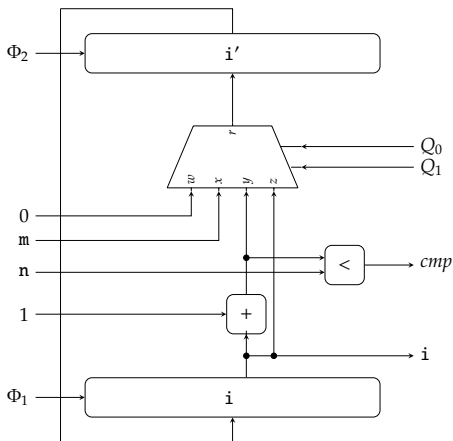 Φ₂ i′
r
Q₀
Q₁
w x y z
0
m
n < cmp
1 +
i
Φ₁ i